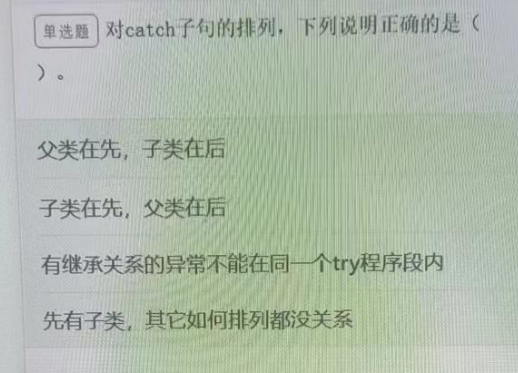 单选题 对catch子句的排列，下列说明正确的是（
）。
父类在先，子类在后
子类在先，父类在后
有继承关系的异常不能在同一个try程序段内
先有子类，其它如何排列都没关系